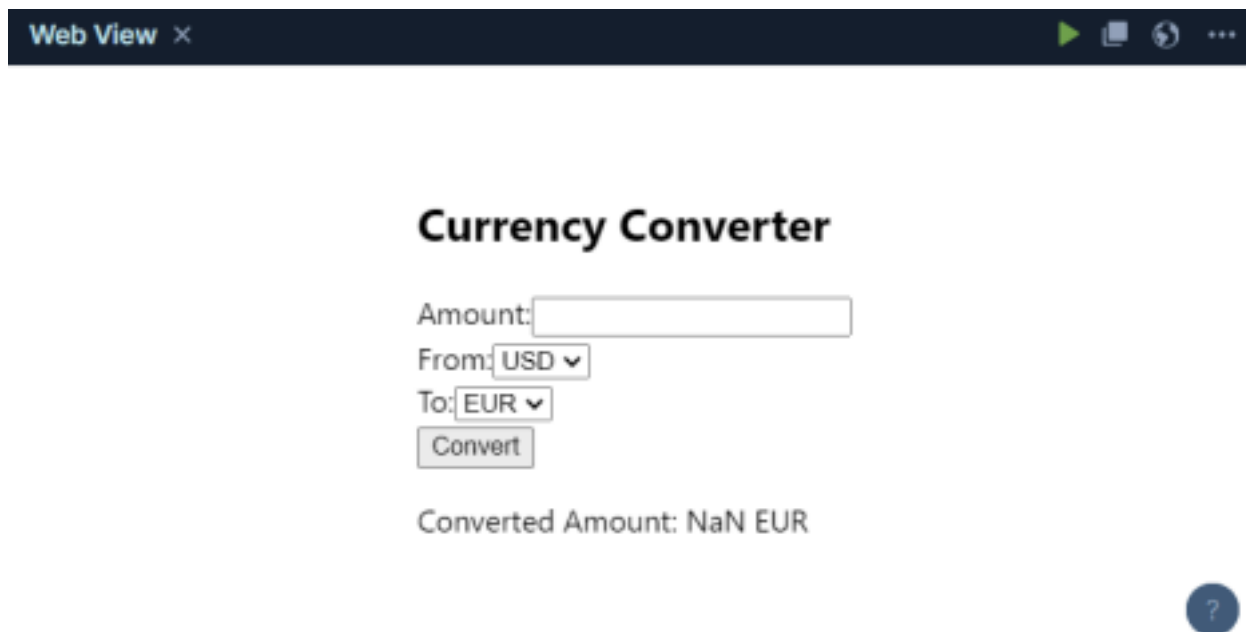 Web View ×
Currency Converter
Amount:
From: USD
To: EUR
Convert
Converted Amount: NaN EUR
?